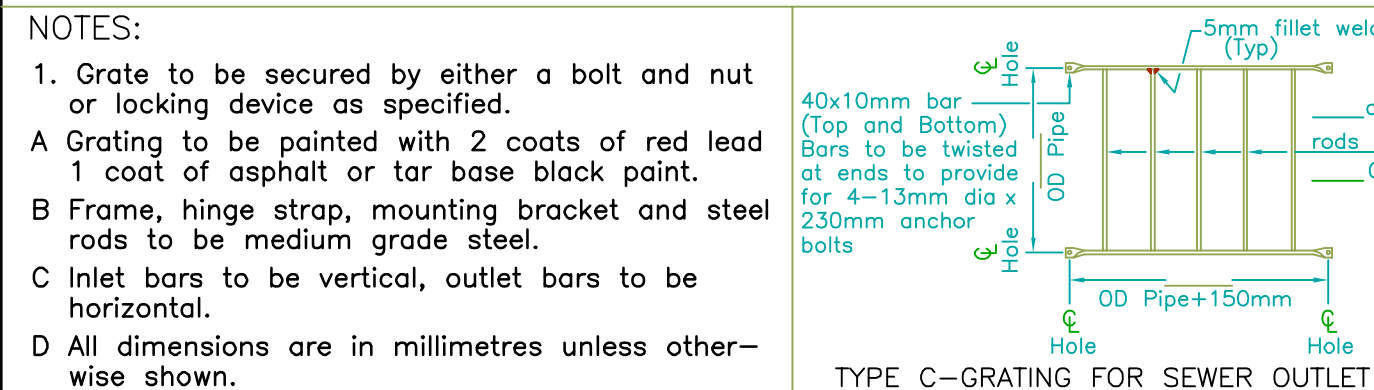 NOTES:
1. Grate to be secured by either a bolt and nut
or locking device as specified.
A Grating to be painted with 2 coats of red lead
1 coat of asphalt or tar base black paint.
B Frame, hinge strap, mounting bracket and steel
rods to be medium grade steel.
C Inlet bars to be vertical, outlet bars to be
horizontal.
D All dimensions are in millimetres unless other-
wise shown.
5mm fillet weld
(Typ)
Hole
40x10mm bar
(Top and Bottom)
Bars to be twisted
at ends to provide
for 4-13mm dia x
230mm anchor
bolts
OD Pipe
rods
Hole
OD Pipe+150mm
Hole
Hole
TYPE C-GRATING FOR SEWER OUTLET